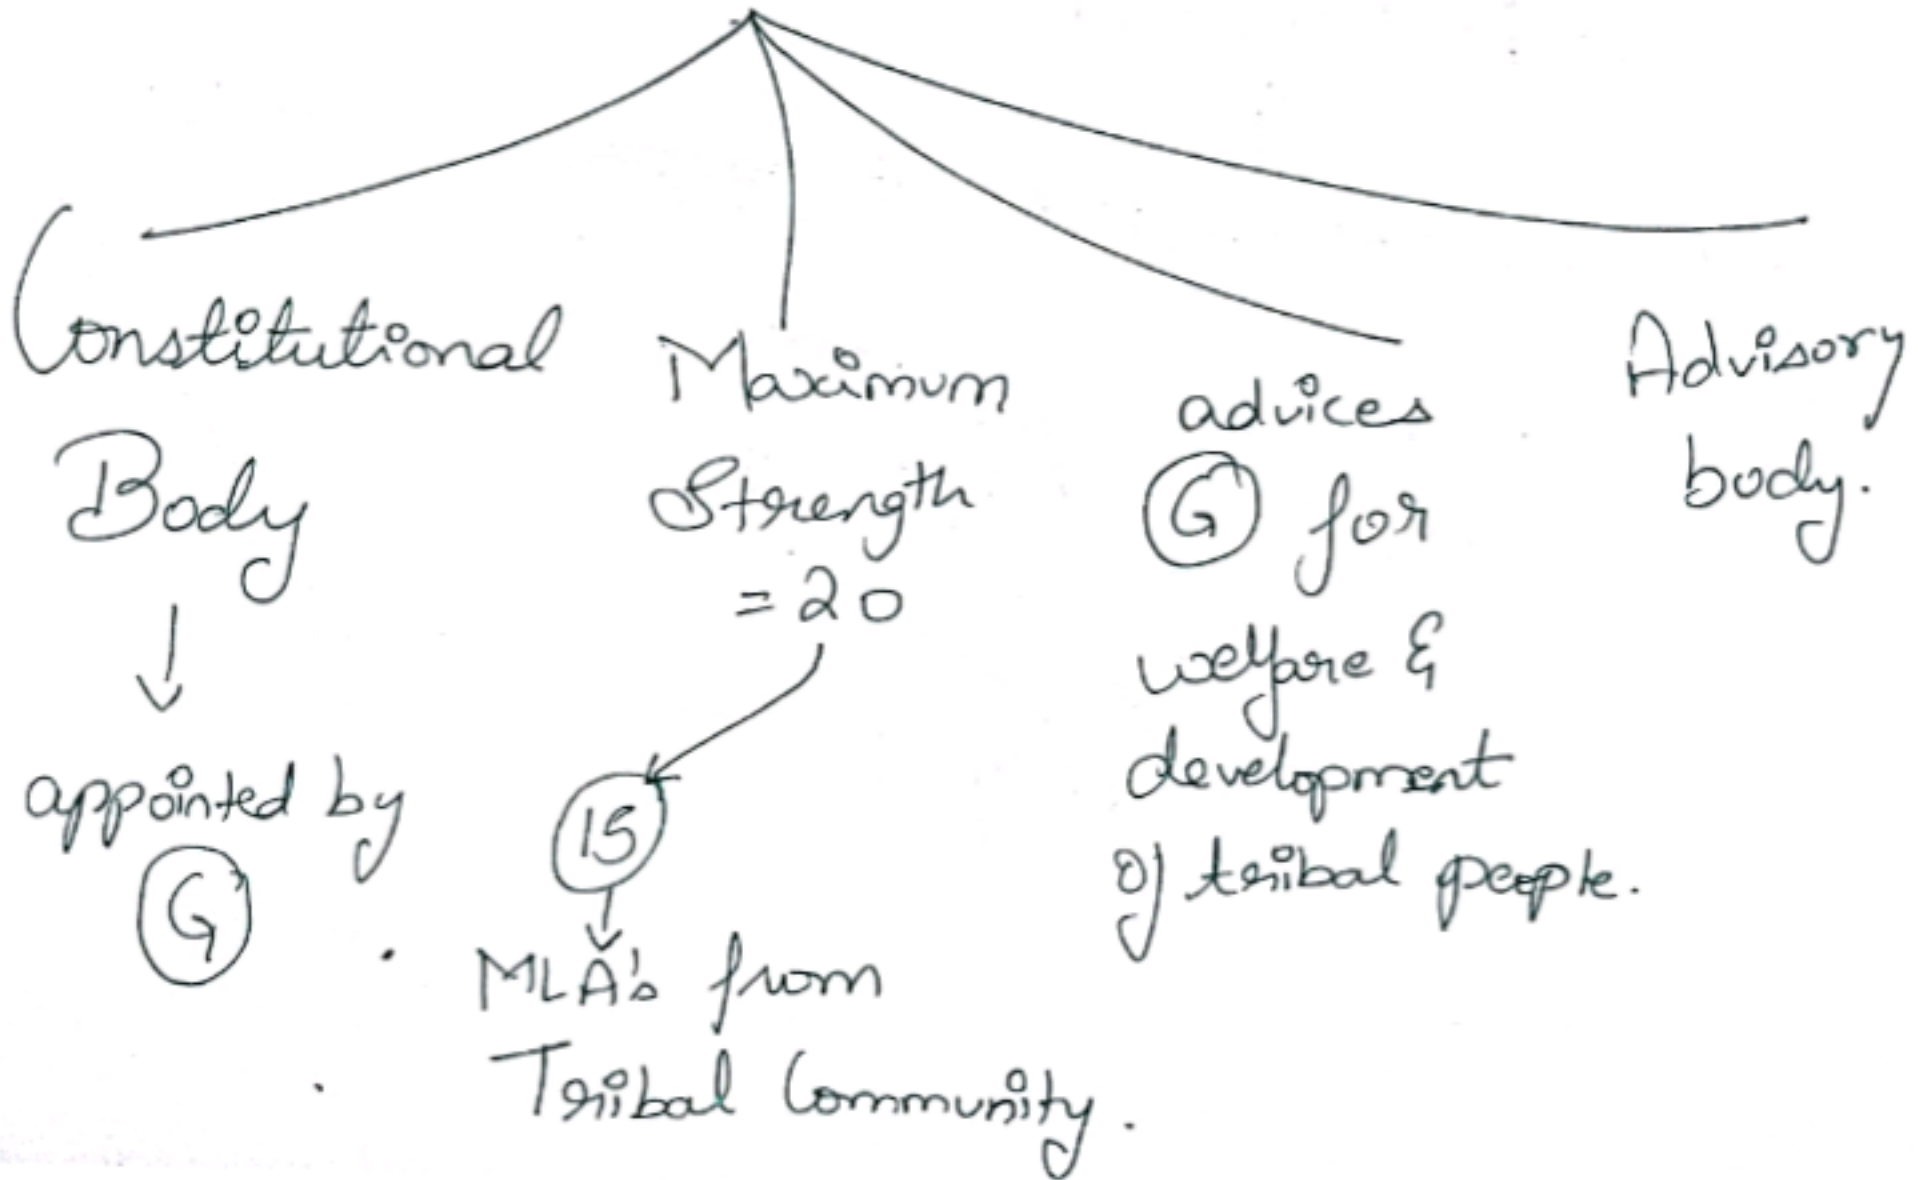 Constitutional
Body
appointed by
G
Maximum
Strength
= 20
15
MLA's from
Tribal Community.
advices
G for
welfare &
development
of tribal people.
Advisory
body.